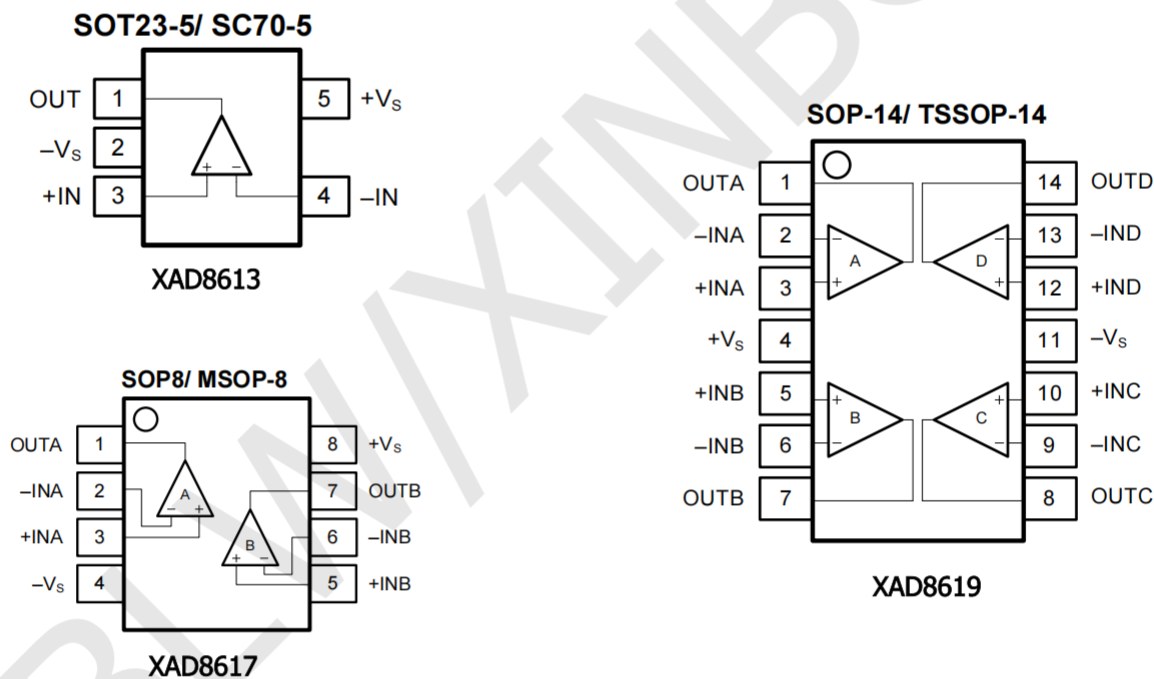 SOT23-5/ SC70-5
OUT 1 5 +VS
–VS 2
+IN 3 + – 4 –IN
XAD8613
SOP8/ MSOP-8
OUTA 1 8 +VS
–INA 2 A 7 OUTB
– +
+INA 3 B 6 –INB
+ –
–VS 4 5 +INB
XAD8617
SOP-14/ TSSOP-14
OUTA 1 14 OUTD
–INA 2 – – 13 –IND
A D
+INA 3 + + 12 +IND
+VS 4 11 –VS
+INB 5 + + 10 +INC
B C
–INB 6 – – 9 –INC
OUTB 7 8 OUTC
XAD8619